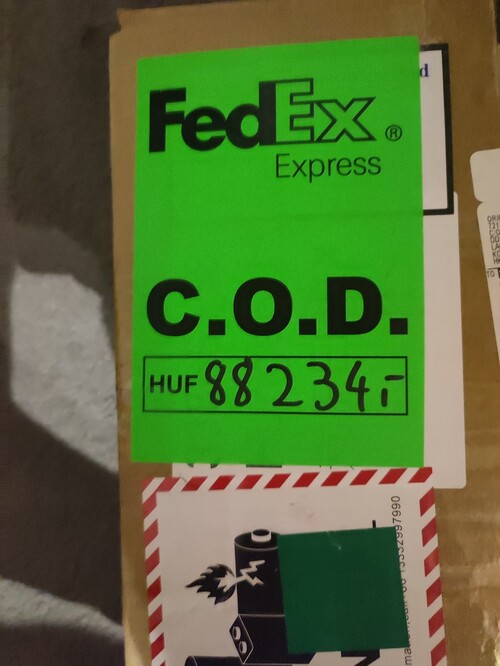 FedEx®
Express
C.O.D.
HUF 88234,-